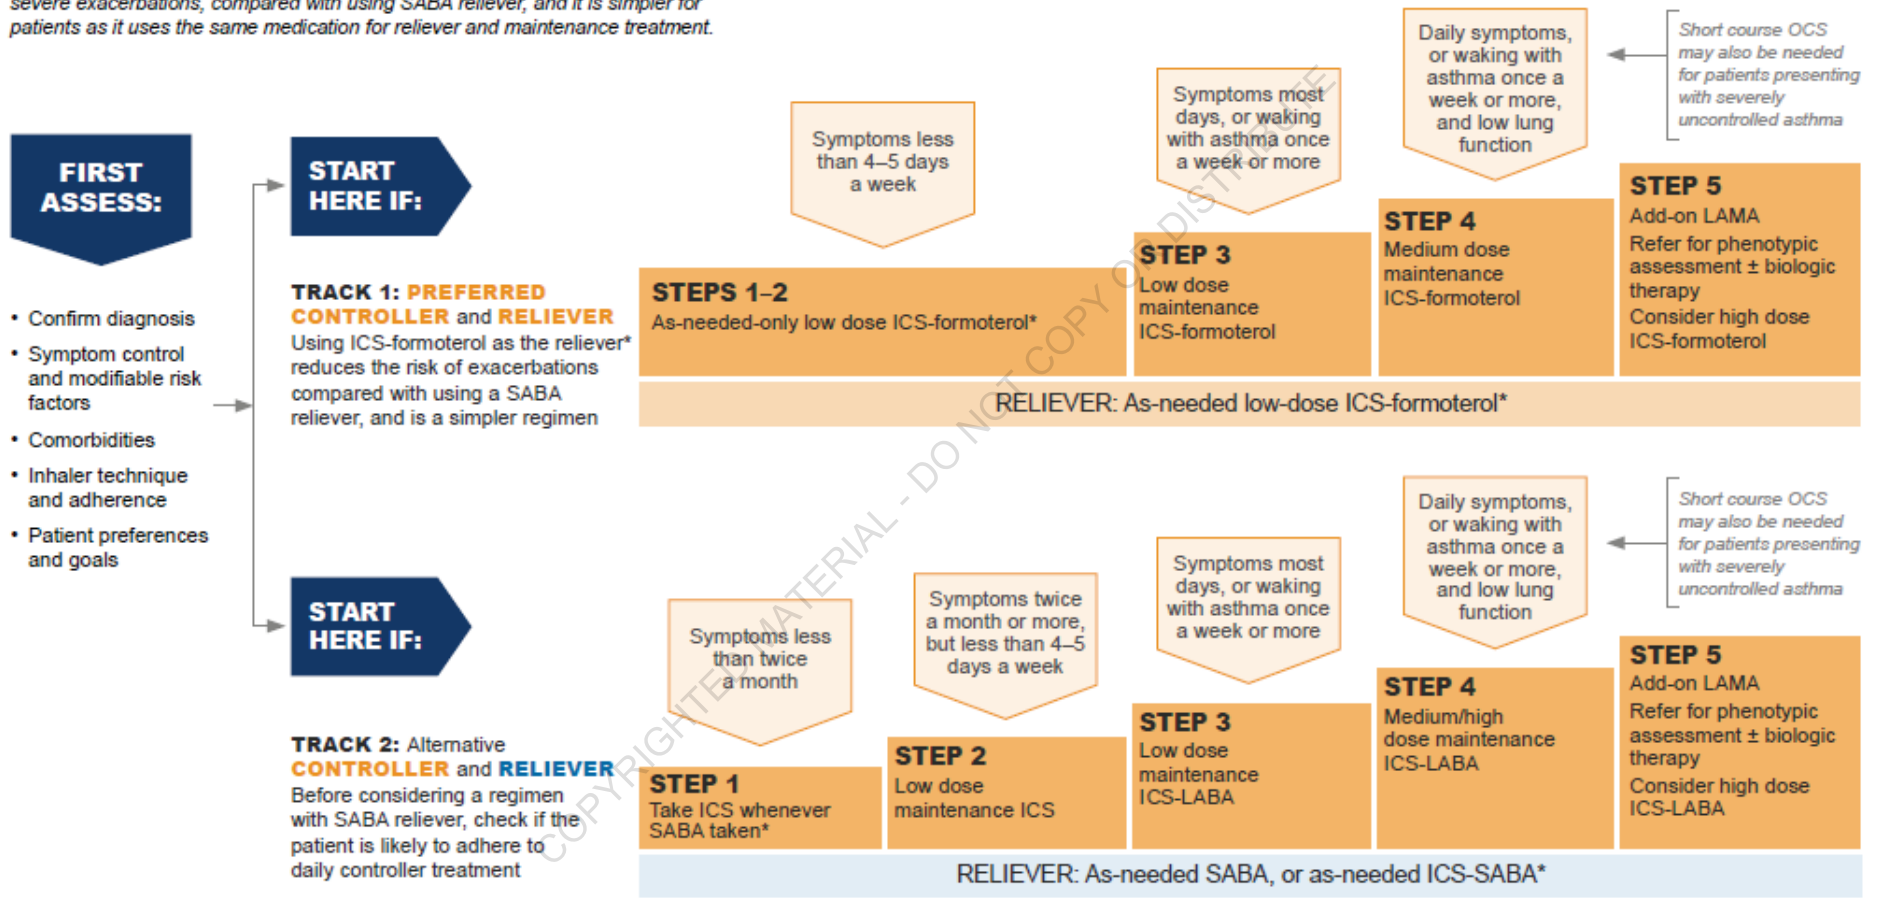 severe exacerbations, compared with using SABA reliever, and it is simpler for
patients as it uses the same medication for reliever and maintenance treatment.
FIRST
ASSESS:
• Confirm diagnosis
• Symptom control
and modifiable risk
factors
• Comorbidities
• Inhaler technique
and adherence
• Patient preferences
and goals
START
HERE IF:
Symptoms less
than 4–5 days
a week
Symptoms most
days, or waking
with asthma once
a week or more
Daily symptoms,
or waking with
asthma once a
week or more,
and low lung
function
Short course OCS
may also be needed
for patients presenting
with severely
uncontrolled asthma
TRACK 1: PREFERRED
CONTROLLER and RELIEVER
Using ICS-formoterol as the reliever*
reduces the risk of exacerbations
compared with using a SABA
reliever, and is a simpler regimen
STEPS 1–2
As-needed-only low dose ICS-formoterol*
STEP 3
Low dose
maintenance
ICS-formoterol
STEP 4
Medium dose
maintenance
ICS-formoterol
STEP 5
Add-on LAMA
Refer for phenotypic
assessment ± biologic
therapy
Consider high dose
ICS-formoterol
RELIEVER: As-needed low-dose ICS-formoterol*
START
HERE IF:
Symptoms less
than twice
a month
Symptoms twice
a month or more,
but less than 4–5
days a week
Symptoms most
days, or waking
with asthma once
a week or more
Daily symptoms,
or waking with
asthma once a
week or more,
and low lung
function
Short course OCS
may also be needed
for patients presenting
with severely
uncontrolled asthma
TRACK 2: Alternative
CONTROLLER and RELIEVER
Before considering a regimen
with SABA reliever, check if the
patient is likely to adhere to
daily controller treatment
STEP 1
Take ICS whenever
SABA taken*
STEP 2
Low dose
maintenance ICS
STEP 3
Low dose
maintenance
ICS-LABA
STEP 4
Medium/high
dose maintenance
ICS-LABA
STEP 5
Add-on LAMA
Refer for phenotypic
assessment ± biologic
therapy
Consider high dose
ICS-LABA
RELIEVER: As-needed SABA, or as-needed ICS-SABA*
COPYRIGHTED MATERIAL - DO NOT COPY OR DISTRIBUTE